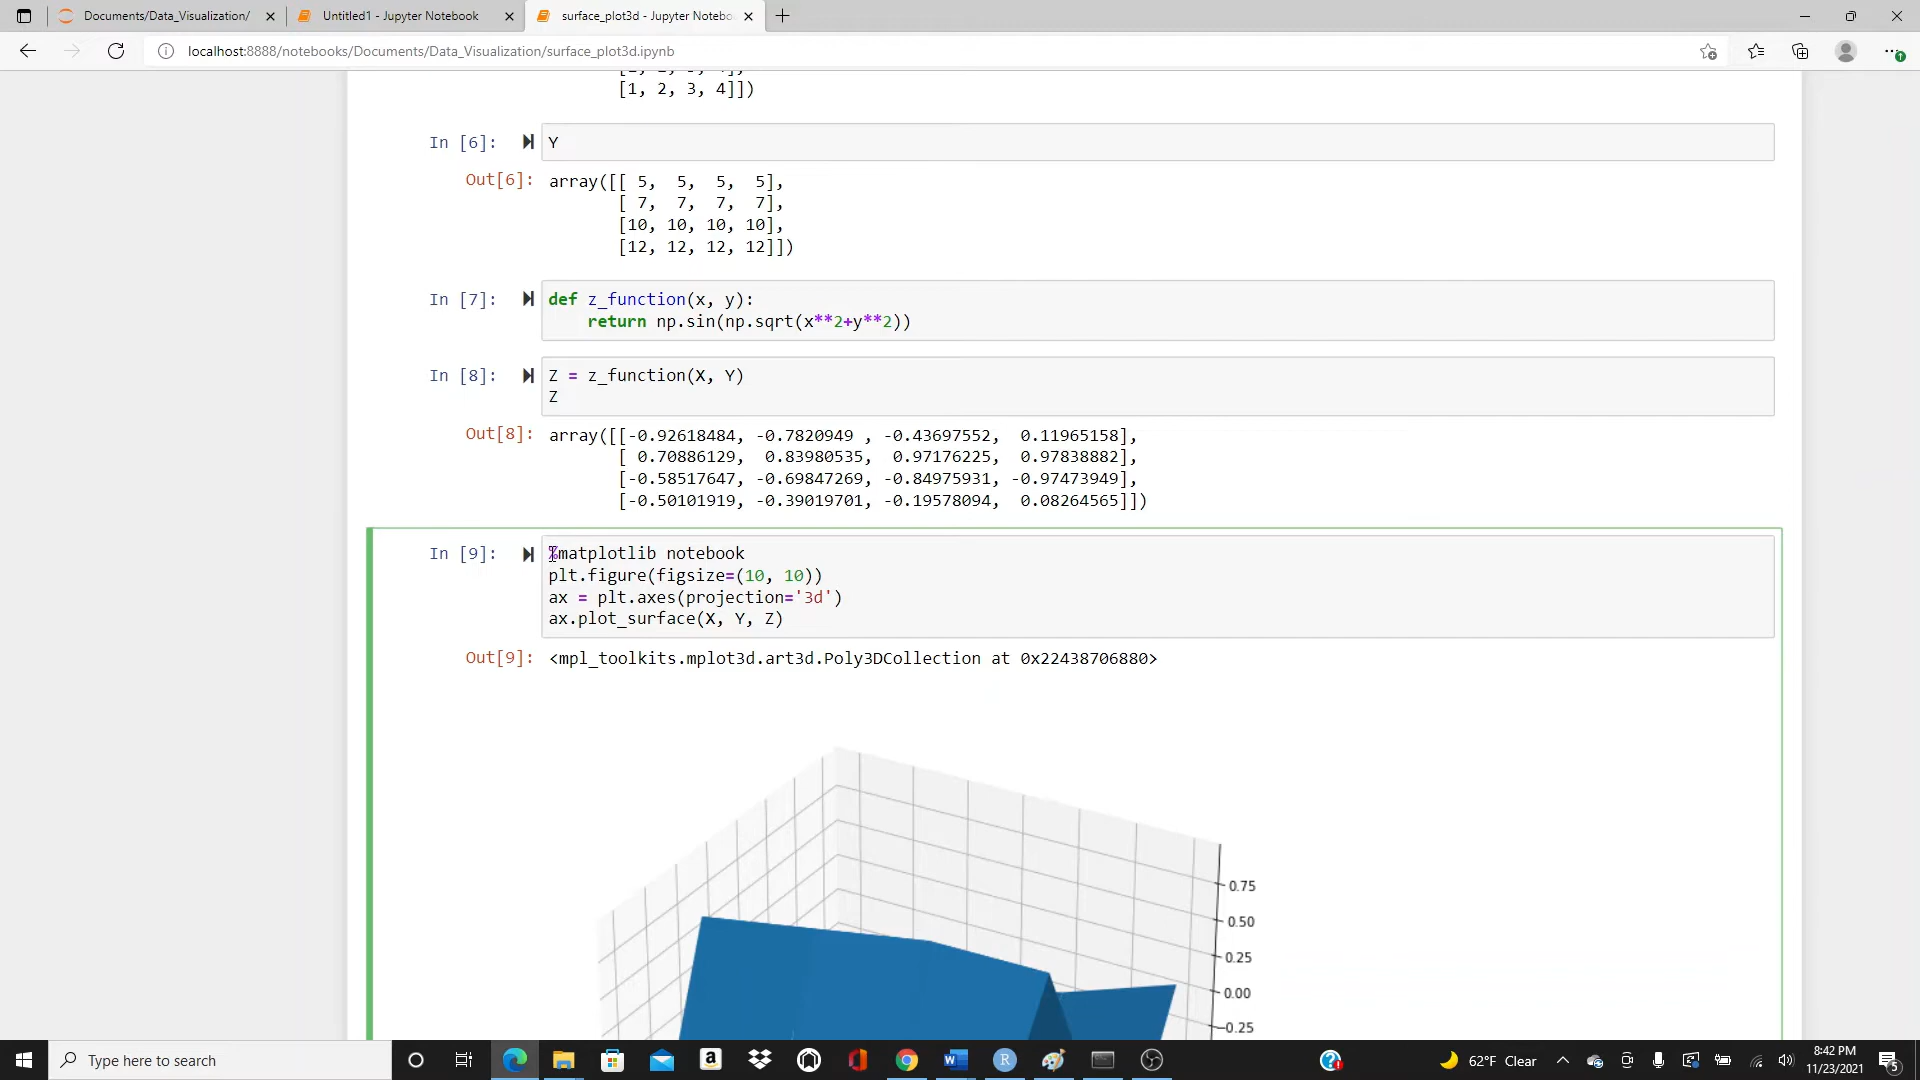 Documents/Data_Visualization/
Untitled1 - Jupyter Notebook
surface_plot3d - Jupyter Notebo
localhost:8888/notebooks/Documents/Data_Visualization/surface_plot3d.ipynb
[1, 2, 3, 4]])
In [6]:
Y
Out[6]:
array([[ 5,  5,  5,  5],
[ 7,  7,  7,  7],
[10, 10, 10, 10],
[12, 12, 12, 12]])
In [7]:
def z_function(x, y):
return np.sin(np.sqrt(x**2+y**2))
In [8]:
Z = z_function(X, Y)
Z
Out[8]:
array([[-0.92618484, -0.7820949 , -0.43697552,  0.11965158],
[ 0.70886129,  0.83980535,  0.97176225,  0.97838882],
[-0.58517647, -0.69847269, -0.84975931, -0.97473949],
[-0.50101919, -0.39019701, -0.19578094,  0.08264565]])
In [9]:
%matplotlib notebook
plt.figure(figsize=(10, 10))
ax = plt.axes(projection='3d')
ax.plot_surface(X, Y, Z)
Out[9]:
<mpl_toolkits.mplot3d.art3d.Poly3DCollection at 0x22438706880>
0.75
0.50
0.25
0.00
−0.25
Type here to search
62°F Clear
8:42 PM
11/23/2021
5